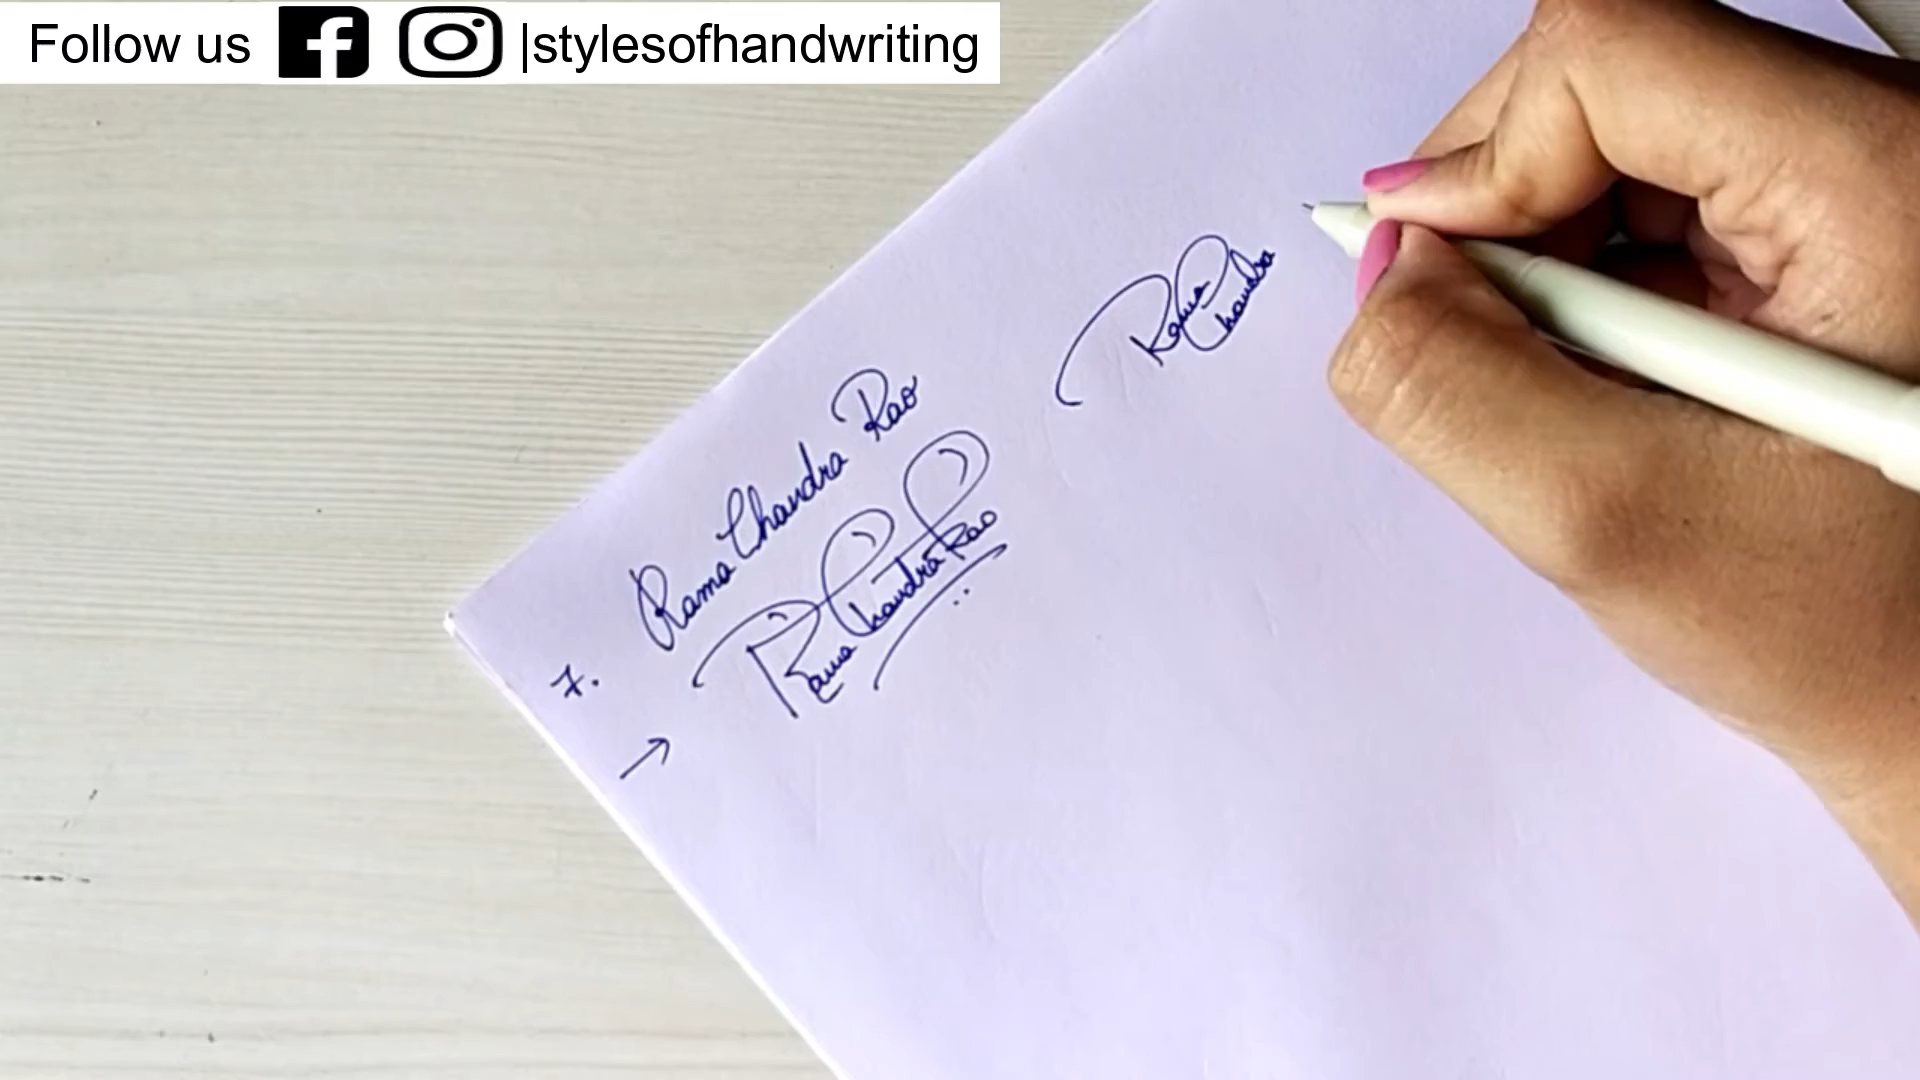 Follow us |stylesofhandwriting
7. Rama Chandra Rao
→ Rama Chandra Rao
Rama Chandra